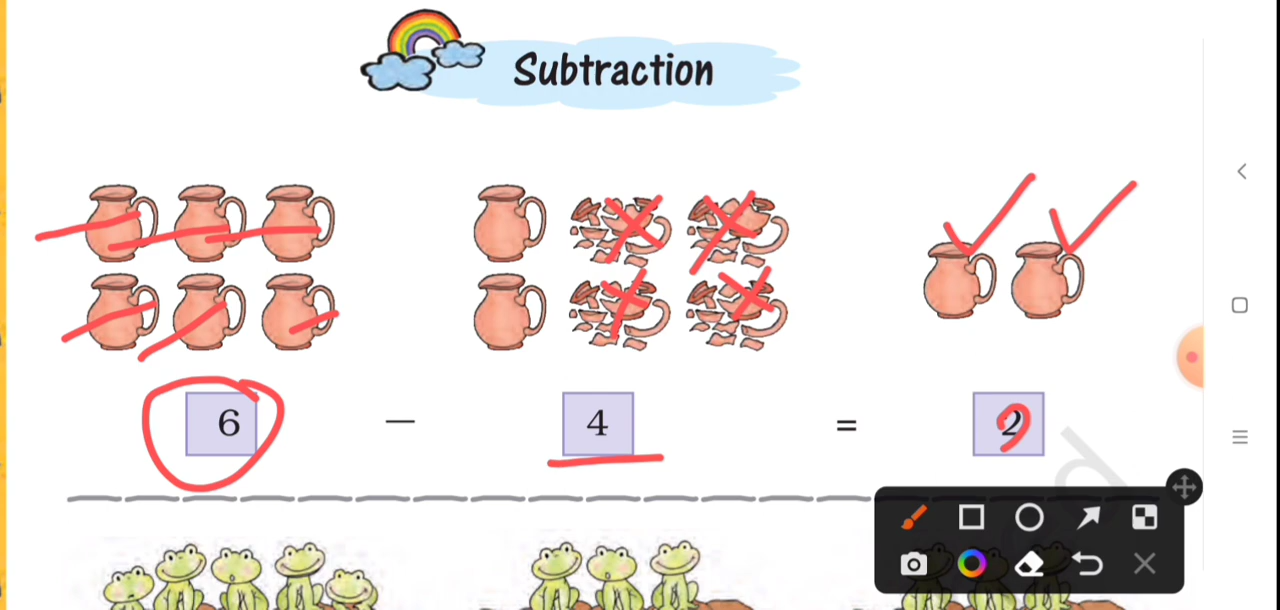 Subtraction
6 — 4 = 2
d